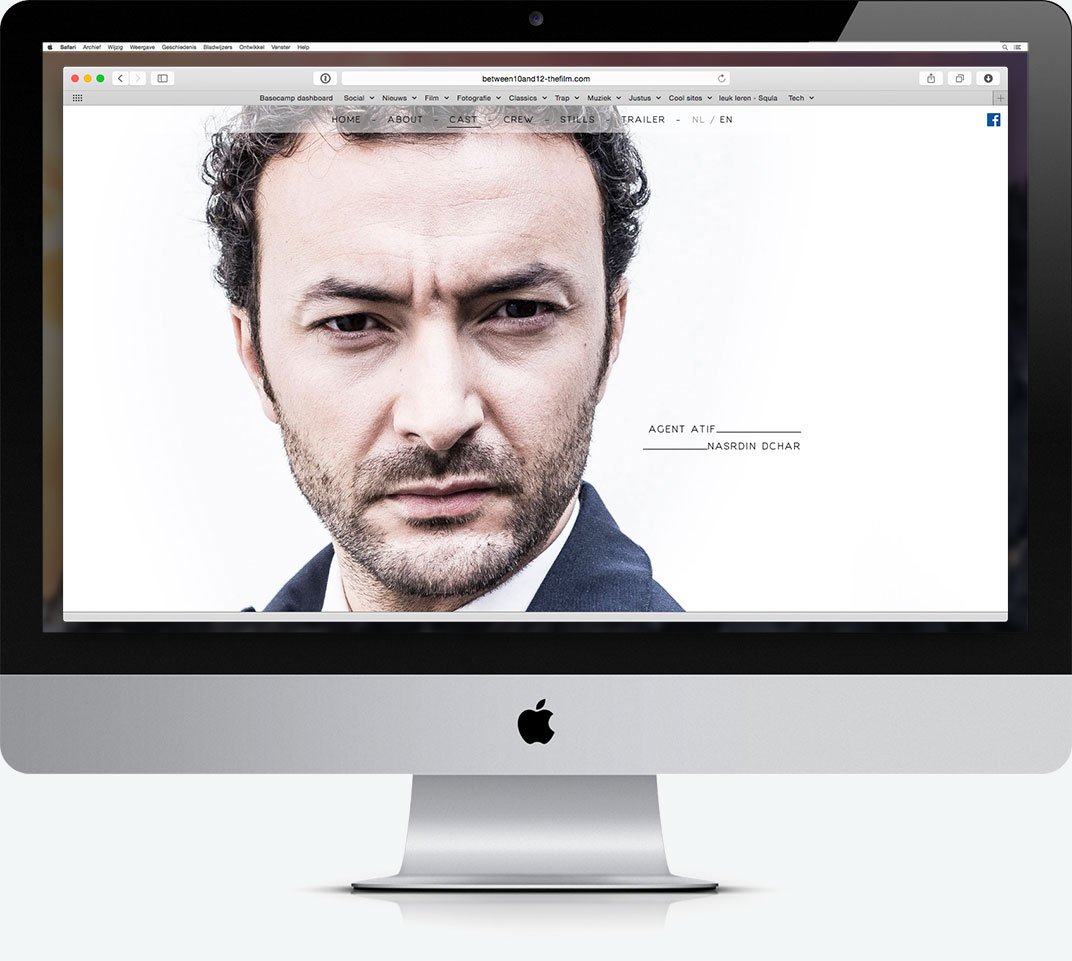 Safari Archief Wijzig Weergave Geschiedenis Bladwijzers Ontwikkel Venster Help
between10and12-thefilm.com
Basecamp dashboard Social Nieuws Film Fotografie Classics Trap Muziek Justus Cool sites leuk leren - Squla Tech
HOME - ABOUT - CAST - CREW - STILLS - TRAILER - NL / EN
AGENT ATIF
NASRDIN DCHAR